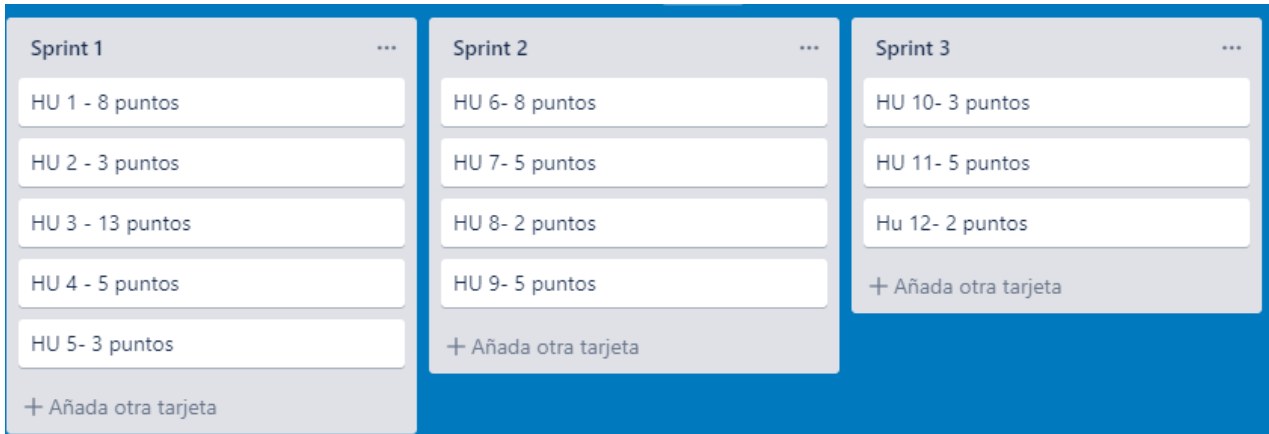 Sprint 1 ...
HU 1 - 8 puntos
HU 2 - 3 puntos
HU 3 - 13 puntos
HU 4 - 5 puntos
HU 5- 3 puntos
+ Añada otra tarjeta
Sprint 2 ...
HU 6- 8 puntos
HU 7- 5 puntos
HU 8- 2 puntos
HU 9- 5 puntos
+ Añada otra tarjeta
Sprint 3 ...
HU 10- 3 puntos
HU 11- 5 puntos
Hu 12- 2 puntos
+ Añada otra tarjeta